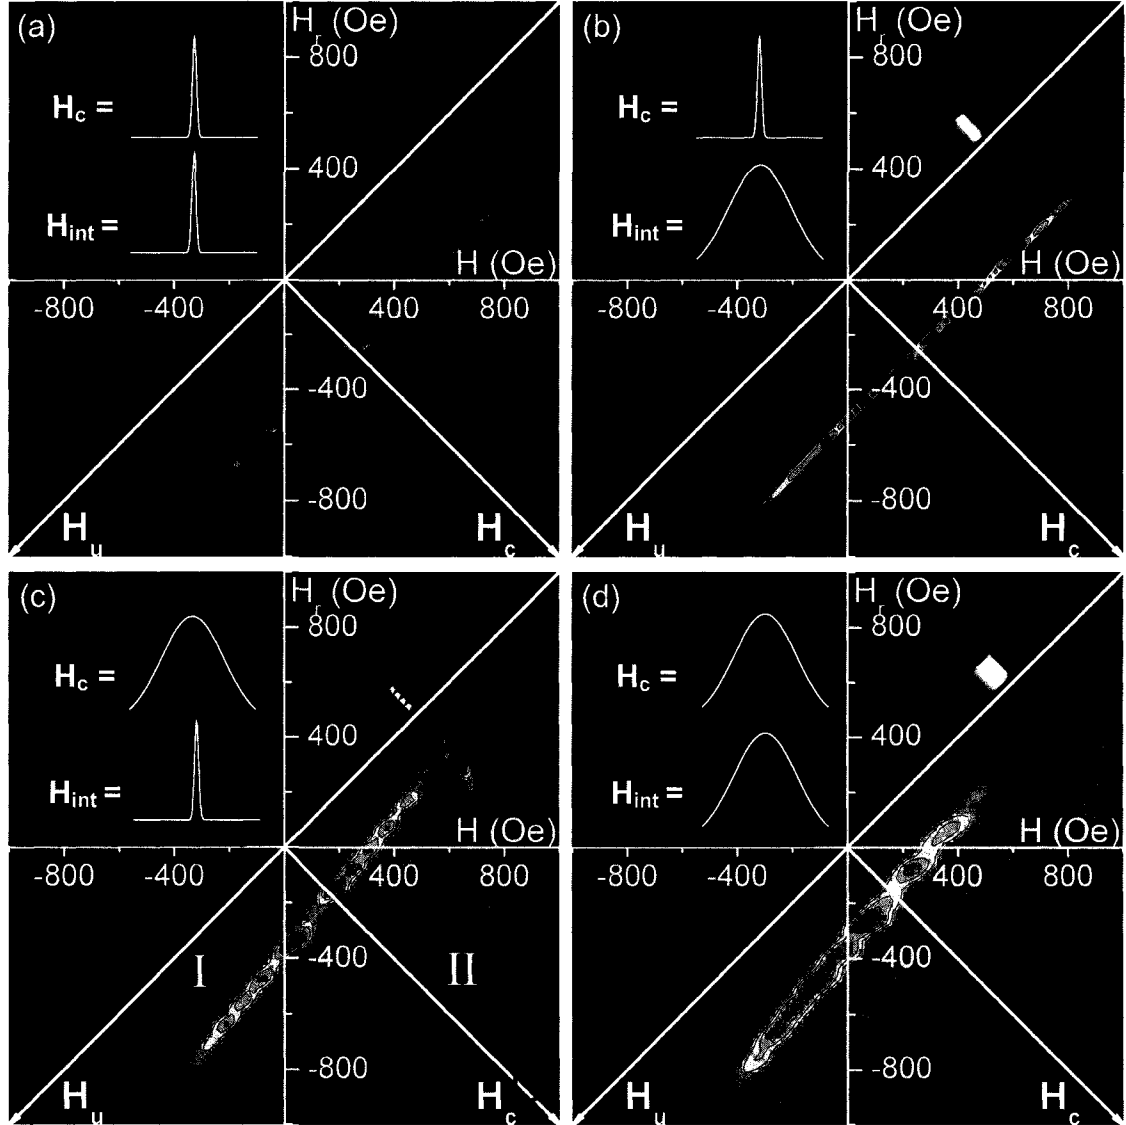 (a)
H_r (Oe)
800
H_c =
400
H_int =
H (Oe)
-800 -400 400 800
-400
-800
H_u H_c
(b)
H_r (Oe)
800
H_c =
400
H_int =
H (Oe)
-800 -400 400 800
-400
-800
H_u H_c
(c)
H_r (Oe)
800
H_c =
400
H_int =
H (Oe)
-800 -400 400 800
-400
I II
-800
H_u H_c
(d)
H_r (Oe)
800
H_c =
400
H_int =
H (Oe)
-800 -400 400 800
-400
-800
H_u H_c